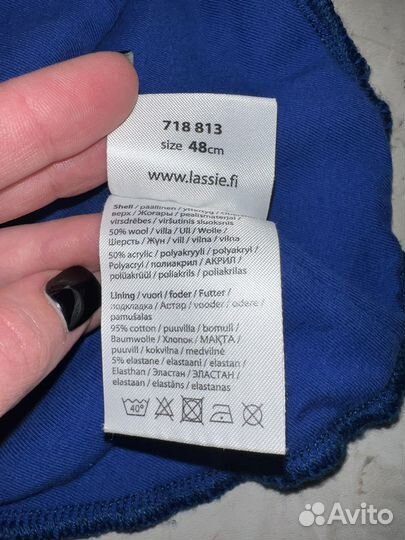 718 813
size 48cm
www.lassie.fi
Shell / päällinen /
верх / Жоғары /
virsdrēbes / viršutinis sluoksnis
50% wool / villa / Ull / Wolle /
Шерсть / Жүн / vill / vilna / vilna
50% acrylic / polyakryyli / polyakryl /
Polyacryl / полиакрил / АКРИЛ /
polüakrüül / poliakrils / poliakrilas
Lining / vuori / foder / Futter /
подкладка / Астар / vooder / odere /
pamušalas
95% cotton / puuvilla / bomull /
Baumwolle / Хлопок / МАҚТА /
puuvill / kokvilna / medvilnė
5% elastane / elastaani / elastan /
Elasthan / Эластан / ЭЛАСТАН /
elastaan / elastāns / elastanas
40°
Avito